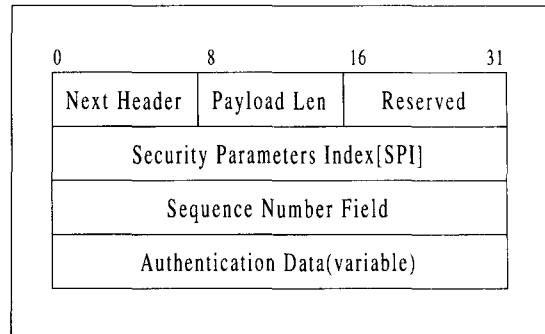 0 8 16 31
Next Header Payload Len Reserved
Security Parameters Index[SPI]
Sequence Number Field
Authentication Data(variable)